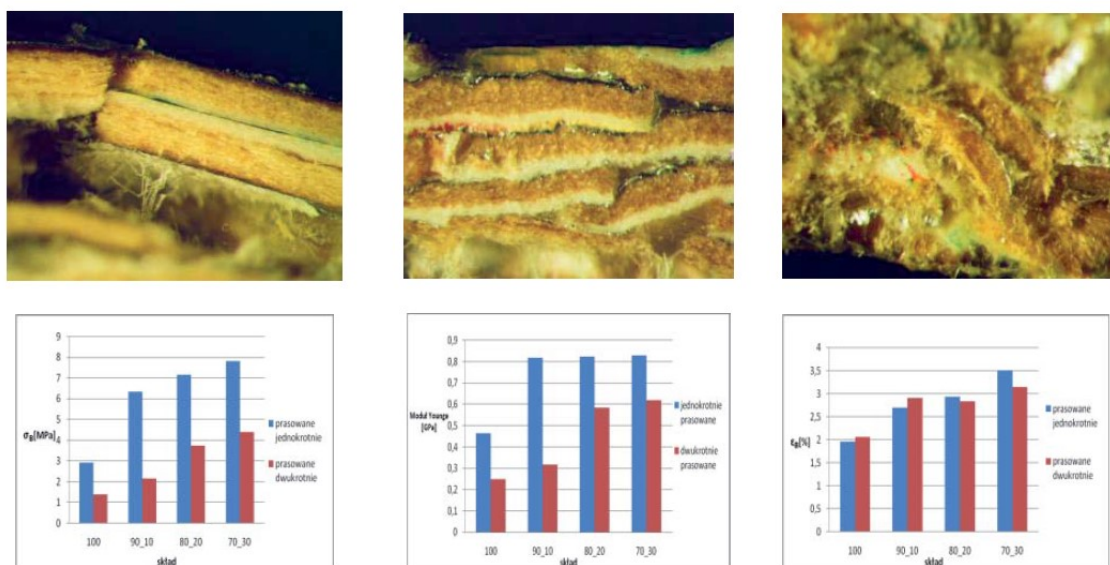 9
8
7
6
5
4
3
2
1
0
σB[MPa]
100
90_10
80_20
70_30
skład
prasowane
jednokrotnie
prasowane
dwukrotnie
0,9
0,8
0,7
0,6
0,5
0,4
0,3
0,2
0,1
0
Moduł Younge
[GPa]
100
90_10
80_20
70_30
skład
jednokrotnie
prasowane
dwukrotnie
prasowane
4
3,5
3
2,5
2
1,5
1
0,5
0
εB[%]
100
90_10
80_20
70_30
skład
prasowane
jednokrotnie
prasowane
dwukrotnie